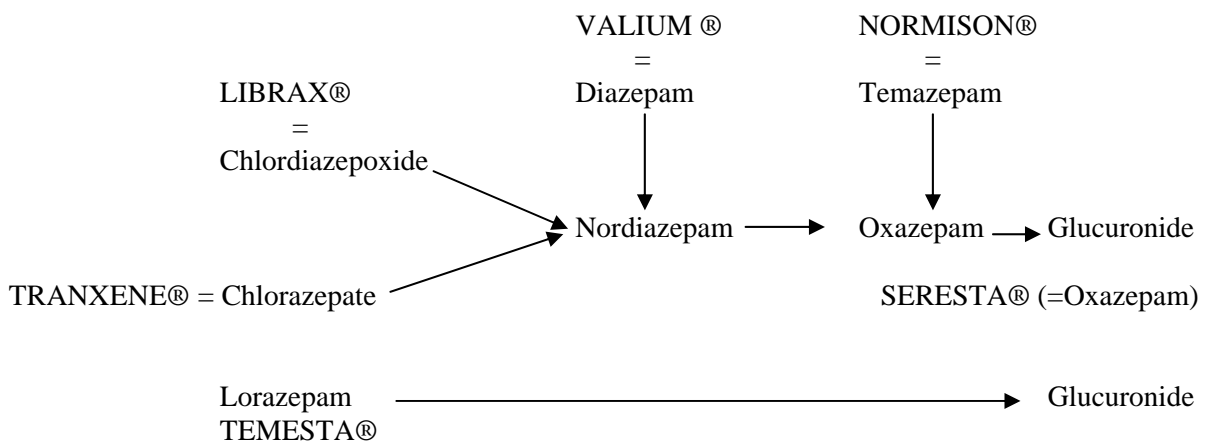 VALIUM ® NORMISON®
= =
LIBRAX® Diazepam Temazepam
=
Chlordiazepoxide
Nordiazepam Oxazepam Glucuronide
TRANXENE® = Chlorazepate SERESTA® (=Oxazepam)
Lorazepam Glucuronide
TEMESTA®